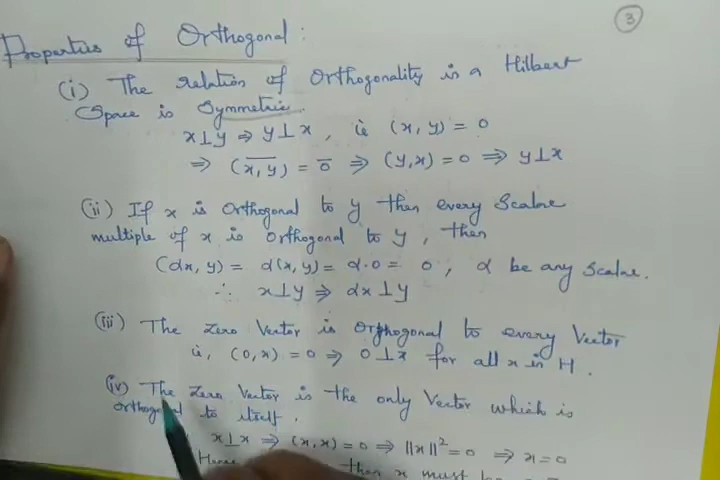 3
Properties of Orthogonal :
(i) The relation of Orthogonality in a Hilbert
Space is Symmetric.
x⊥y ⇒ y⊥x , ie (x, y) = 0
⇒ (x̅,̅ ̅y̅) = 0̅ ⇒ (y,x) = 0 ⇒ y⊥x
(ii) If x is Orthogonal to y then every Scalar
multiple of x is orthogonal to y , then
(αx, y) = α(x, y) = α·0 = 0 , α be any scalar.
∴ x⊥y ⇒ αx⊥y
(iii) The Zero Vector is orthogonal to every Vector
ie, (0, x) = 0 ⇒ 0⊥x for all x in H .
(iv) The Zero Vector is the only Vector which is
orthogonal to itself.
x⊥x ⇒ (x, x) = 0 ⇒ ||x||² = 0 ⇒ x = 0
then x must be